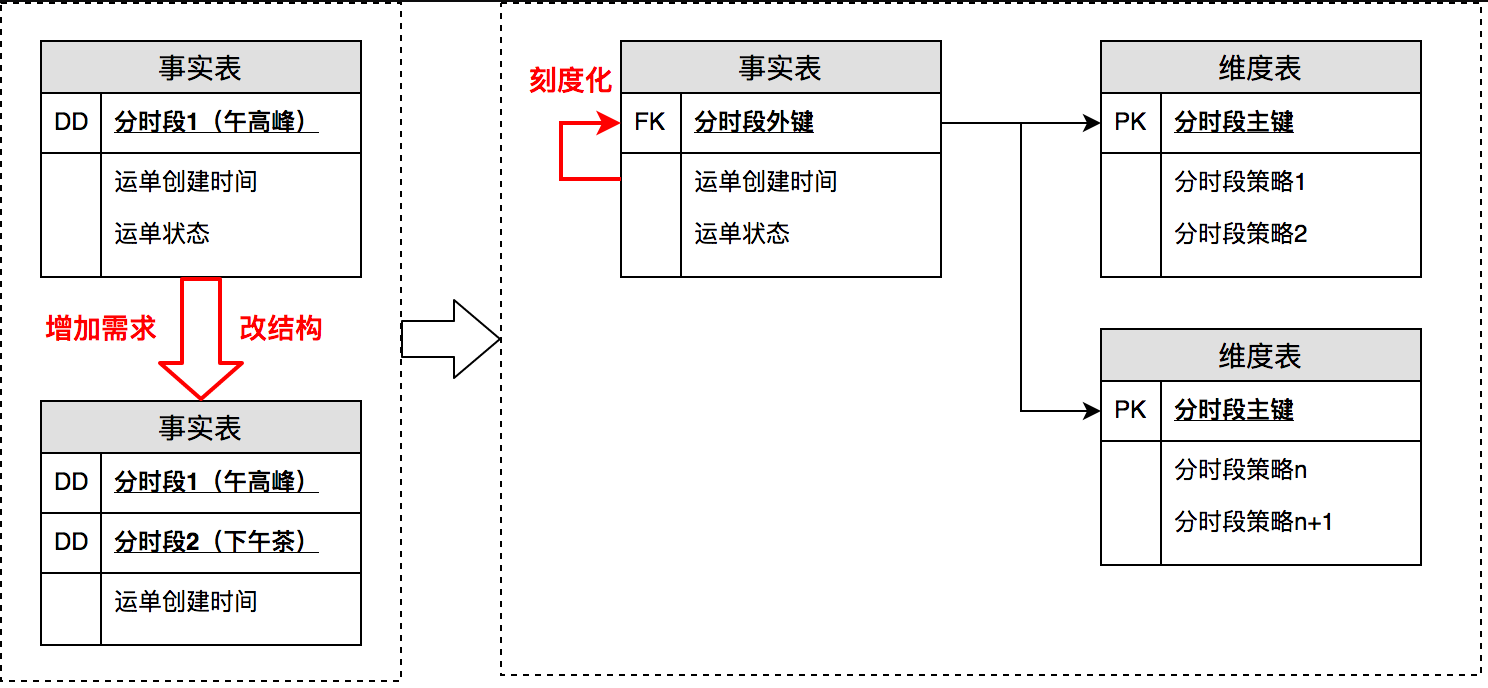 事实表
DD 分时段1（午高峰）
运单创建时间
运单状态
增加需求 改结构
事实表
DD 分时段1（午高峰）
DD 分时段2（下午茶）
运单创建时间
刻度化
事实表
FK 分时段外键
运单创建时间
运单状态
维度表
PK 分时段主键
分时段策略1
分时段策略2
维度表
PK 分时段主键
分时段策略n
分时段策略n+1